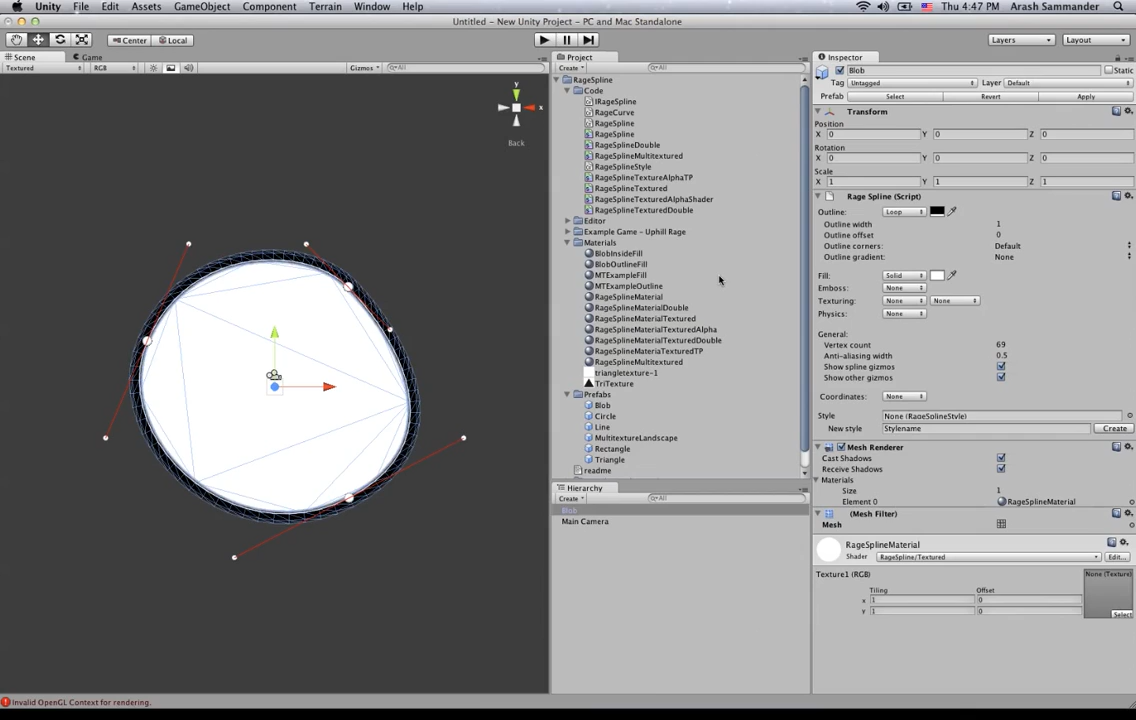 Unity File Edit Assets GameObject Component Terrain Window Help Thu 4:47 PM Arash Sammander
Untitled - New Unity Project - PC and Mac Standalone
Center Local Layers Layout
Scene Game
Textured RGB Gizmos All
y
x
Back
Project
Create All
RageSpline
Code
IRageSpline
RageCurve
RageSpline
RageSpline
RageSplineDouble
RageSplineMultitextured
RageSplineStyle
RageSplineTextureAlphaTP
RageSplineTextured
RageSplineTexturedAlphaShader
RageSplineTexturedDouble
Editor
Example Game - Uphill Rage
Materials
BlobInsideFill
BlobOutlineFill
MTExampleFill
MTExampleOutline
RageSplineMaterial
RageSplineMaterialDouble
RageSplineMaterialTextured
RageSplineMaterialTexturedAlpha
RageSplineMaterialTexturedDouble
RageSplineMateriaTexturedTP
RageSplineMultitextured
triangletexture-1
TriTexture
Prefabs
Blob
Circle
Line
MultitextureLandscape
Rectangle
Triangle
readme
Hierarchy
Create All
Blob
Main Camera
Inspector
Blob Static
Tag Untagged Layer Default
Prefab Select Revert Apply
Transform
Position
X 0 Y 0 Z 0
Rotation
X 0 Y 0 Z 0
Scale
X 1 Y 1 Z 1
Rage Spline (Script)
Outline: Loop
Outline width 1
Outline offset 0
Outline corners: Default
Outline gradient: None
Fill: Solid
Emboss: None
Texturing: None None
Physics: None
General:
Vertex count 69
Anti-aliasing width 0.5
Show spline gizmos
Show other gizmos
Coordinates: None
Style None (RageSplineStyle)
New style Stylename Create
Mesh Renderer
Cast Shadows
Receive Shadows
Materials
Size 1
Element 0 RageSplineMaterial
(Mesh Filter)
Mesh
RageSplineMaterial
Shader RageSpline/Textured Edit...
Texture1 (RGB) None (Texture)
Tiling Offset
x 1 0
y 1 0
Select
Invalid OpenGL Context for rendering.